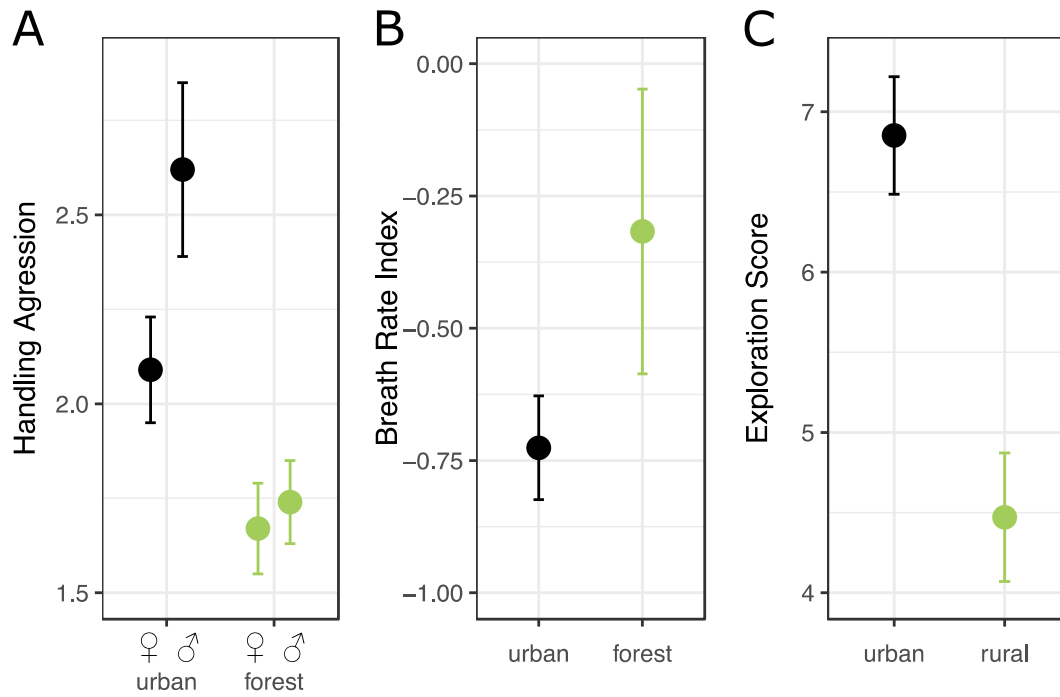 A
Handling Agression
2.5
2.0
1.5
♀ ♂ ♀ ♂
urban forest
B
Breath Rate Index
0.00
−0.25
−0.50
−0.75
−1.00
urban forest
C
Exploration Score
7
6
5
4
urban rural